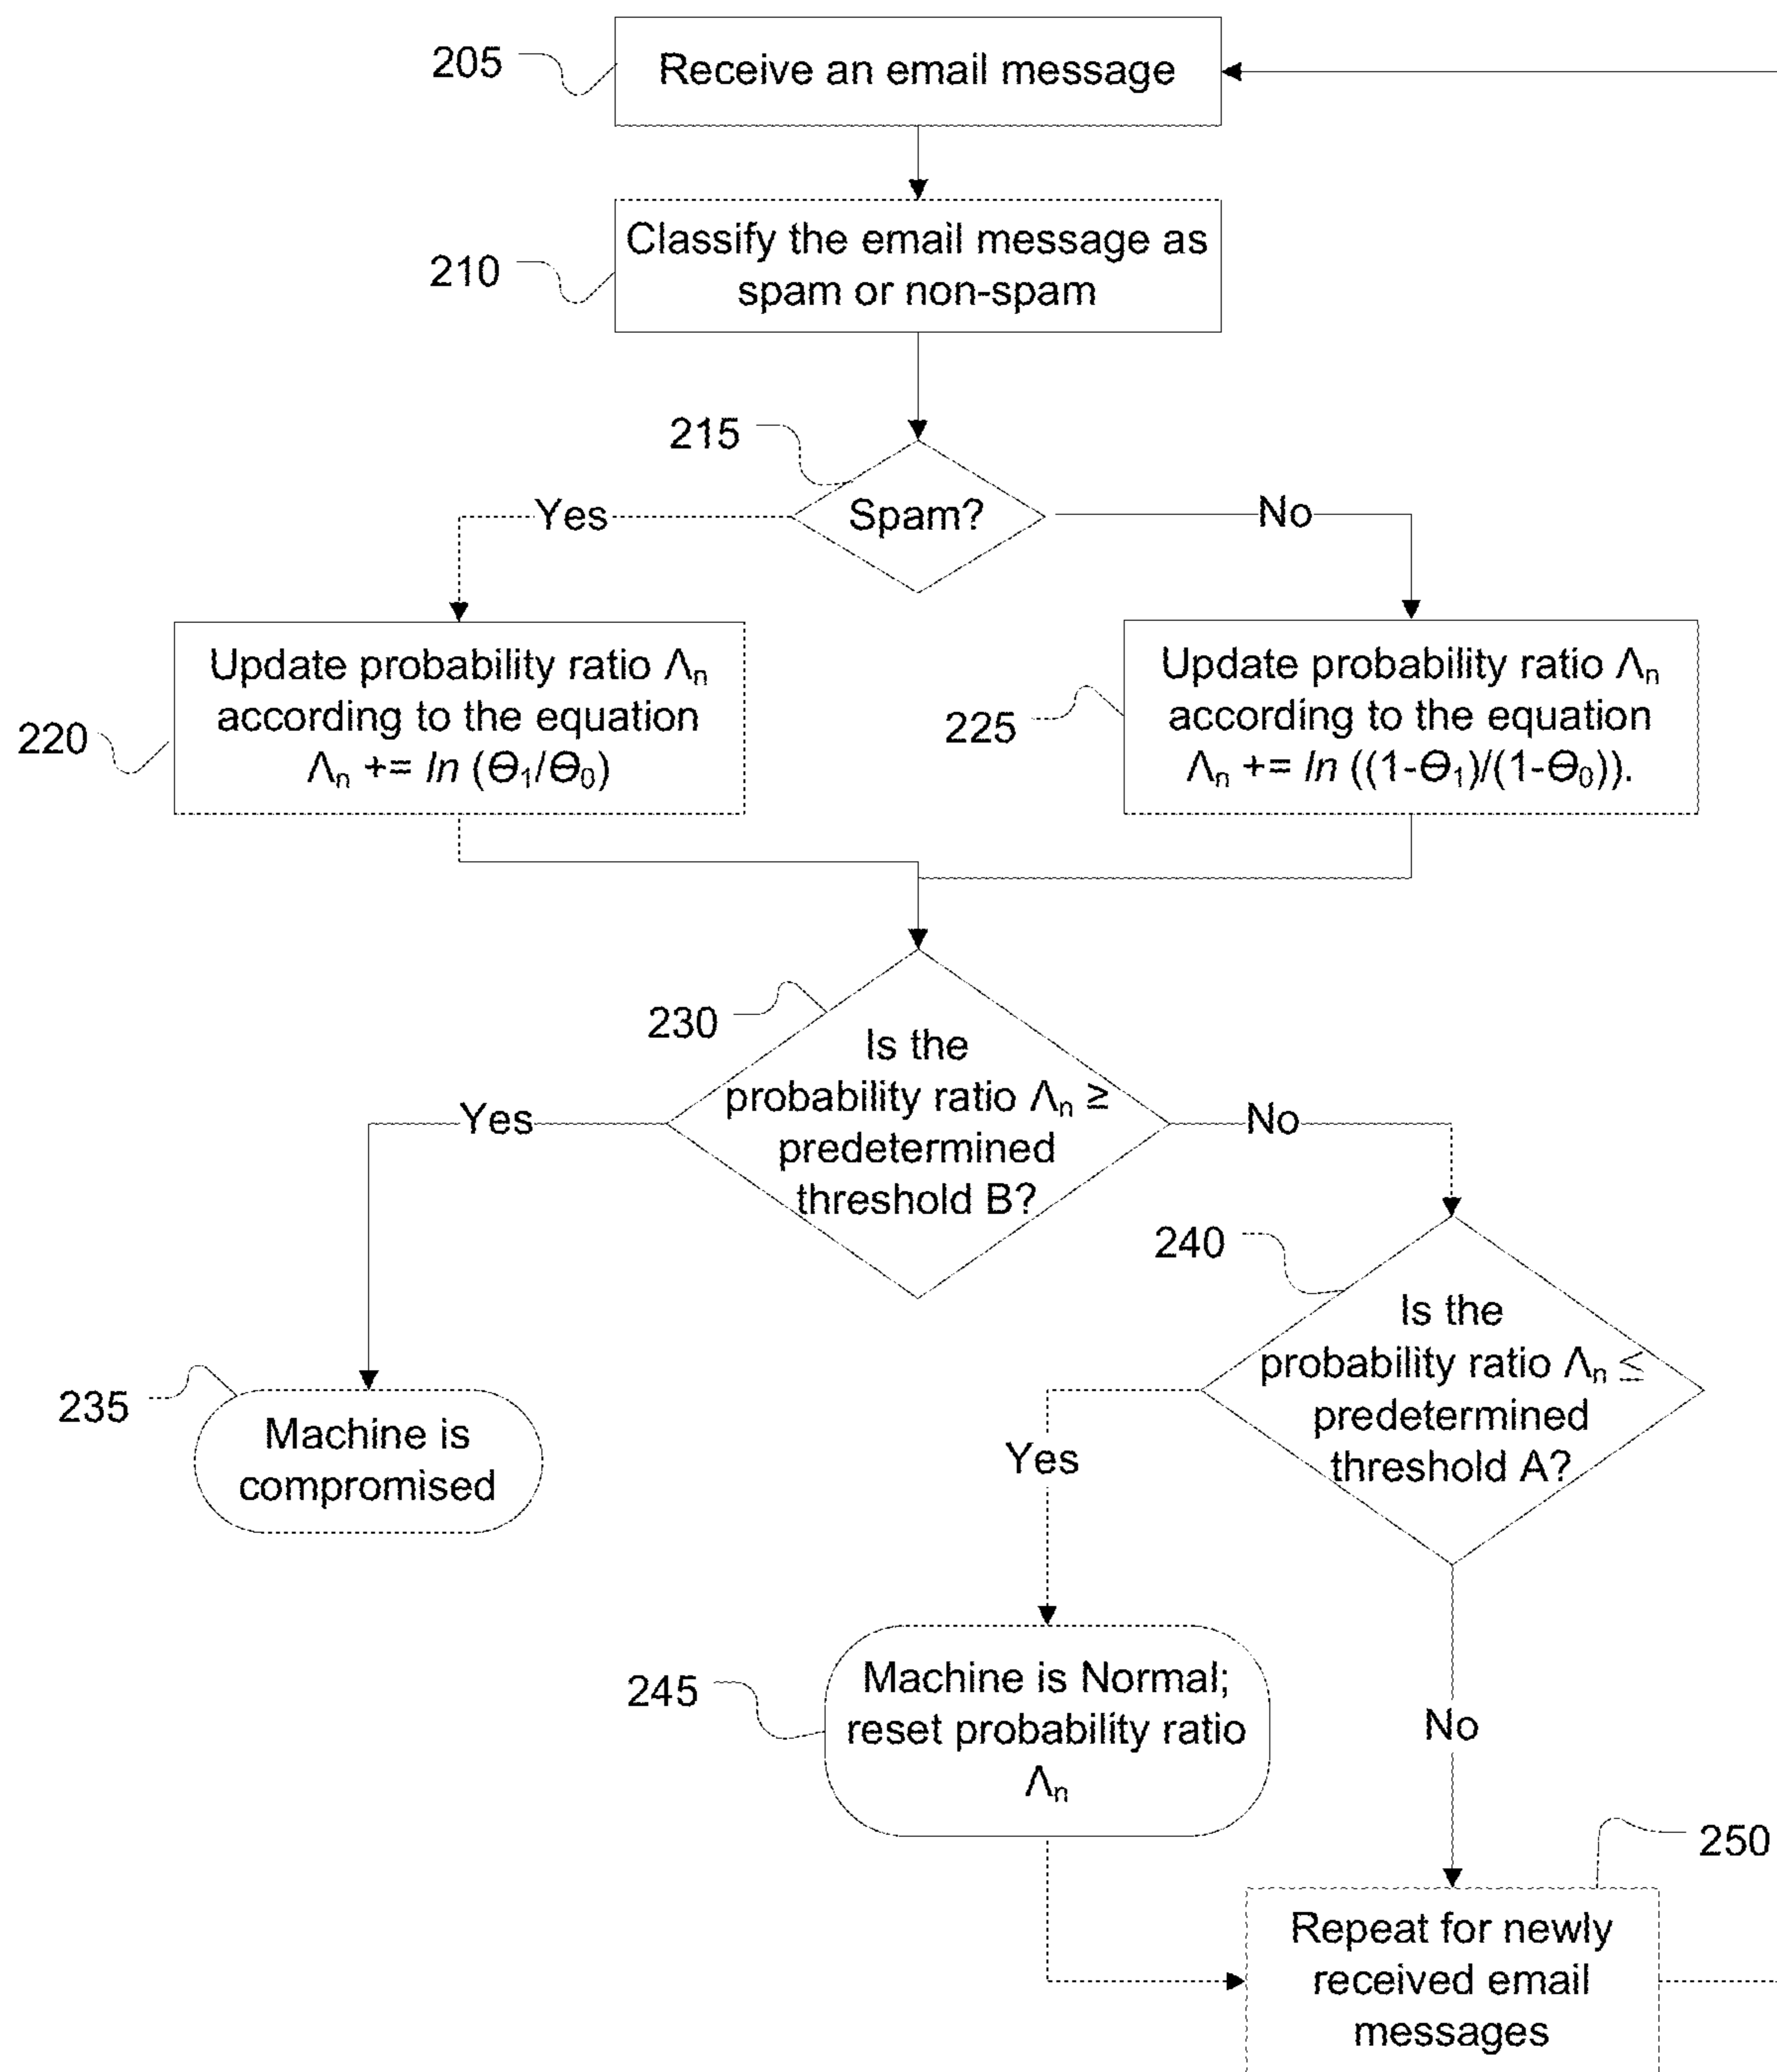 205
Receive an email message
210
Classify the email message as
spam or non-spam
215
Spam?
Yes
No
220
Update probability ratio Λₙ
according to the equation
Λₙ += ln (Θ₁/Θ₀)
225
Update probability ratio Λₙ
according to the equation
Λₙ += ln ((1-Θ₁)/(1-Θ₀)).
230
Is the
probability ratio Λₙ ≥
predetermined
threshold B?
Yes
No
235
Machine is
compromised
240
Is the
probability ratio Λₙ ≦
predetermined
threshold A?
Yes
No
245
Machine is Normal;
reset probability ratio
Λₙ
250
Repeat for newly
received email
messages